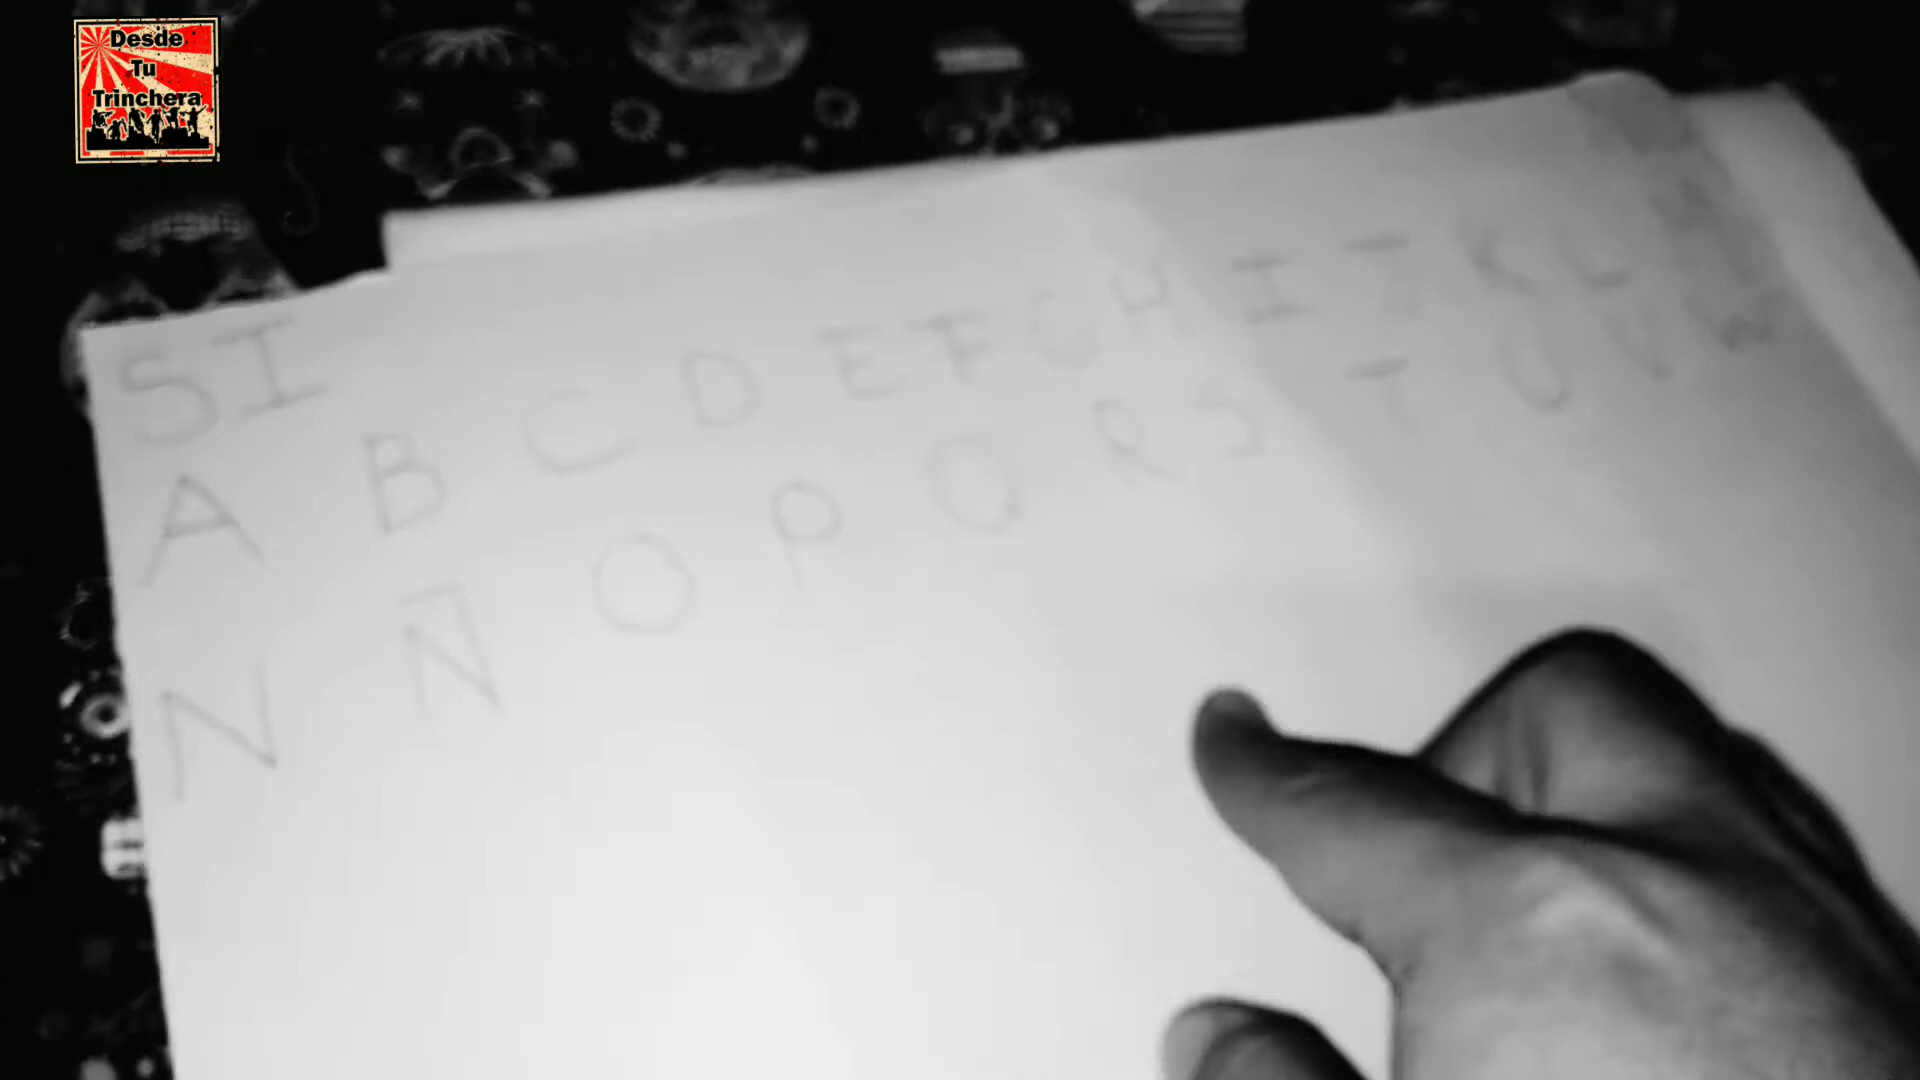 Desde
Tu
Trinchera
SI
A B C D E F G H I J K L
N Ñ O P Q R S T U V W